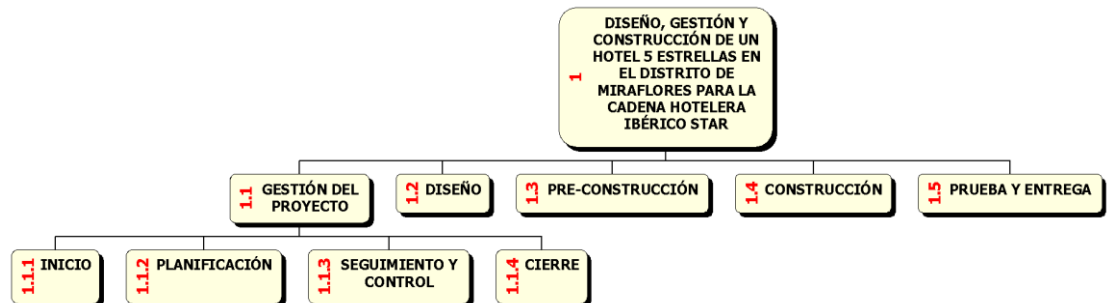 1
DISEÑO, GESTIÓN Y
CONSTRUCCIÓN DE UN
HOTEL 5 ESTRELLAS EN
EL DISTRITO DE
MIRAFLORES PARA LA
CADENA HOTELERA
IBÉRICO STAR
1.1
GESTIÓN DEL
PROYECTO
1.2
DISEÑO
1.3
PRE-CONSTRUCCIÓN
1.4
CONSTRUCCIÓN
1.5
PRUEBA Y ENTREGA
1.1.1
INICIO
1.1.2
PLANIFICACIÓN
1.1.3
SEGUIMIENTO Y
CONTROL
1.1.4
CIERRE